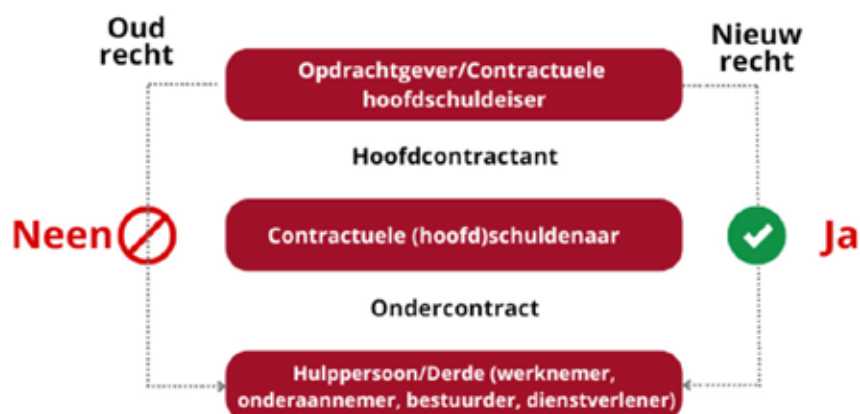 Oud
recht
Nieuw
recht
Opdrachtgever/Contractuele
hoofdschuldeiser
Hoofdcontractant
Neen
Contractuele (hoofd)schuldenaar
Ja
Ondercontract
Hulppersoon/Derde (werknemer,
onderaannemer, bestuurder, dienstverlener)